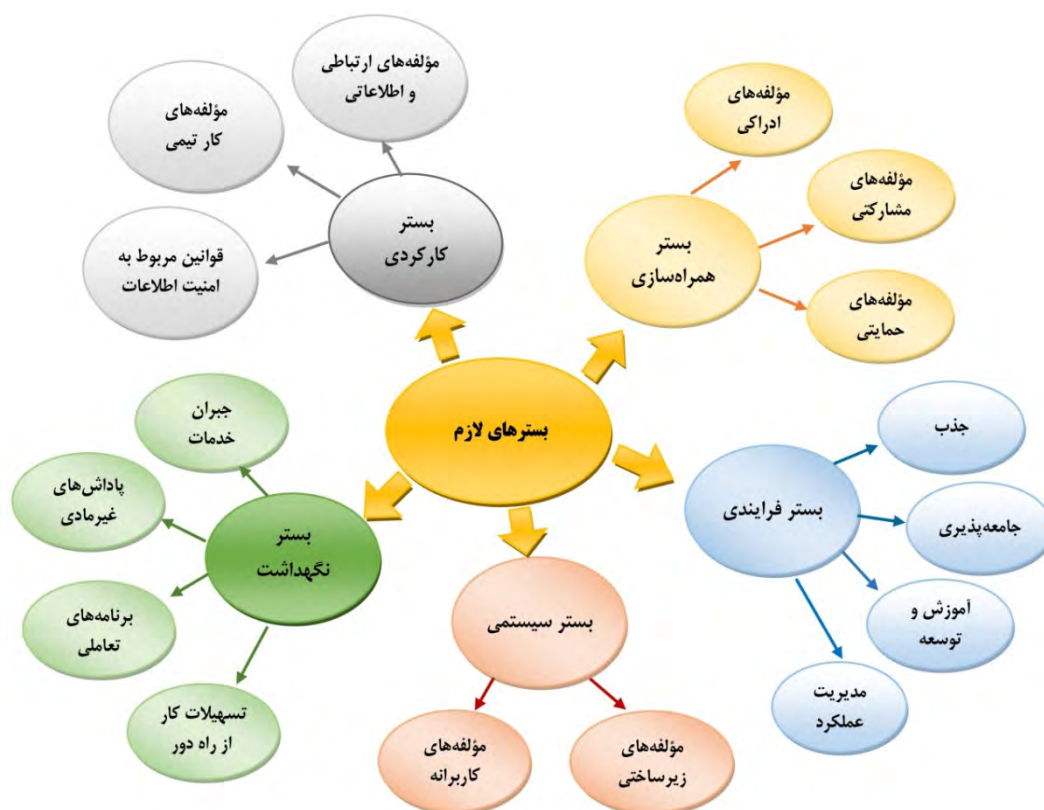 بسترهای لازم
بستر
همراه‌سازی
مؤلفه‌های
ادراکی
مؤلفه‌های
مشارکتی
مؤلفه‌های
حمایتی
بستر فرایندی
جذب
جامعه‌پذیری
آموزش و
توسعه
مدیریت
عملکرد
بستر سیستمی
مؤلفه‌های
زیرساختی
مؤلفه‌های
کاربرانه
بستر
نگهداشت
جبران
خدمات
پاداش‌های
غیرمادی
برنامه‌های
تعاملی
تسهیلات کار
از راه دور
بستر
کارکردی
مؤلفه‌های ارتباطی
و اطلاعاتی
مؤلفه‌های
کار تیمی
قوانین مربوط به
امنیت اطلاعات